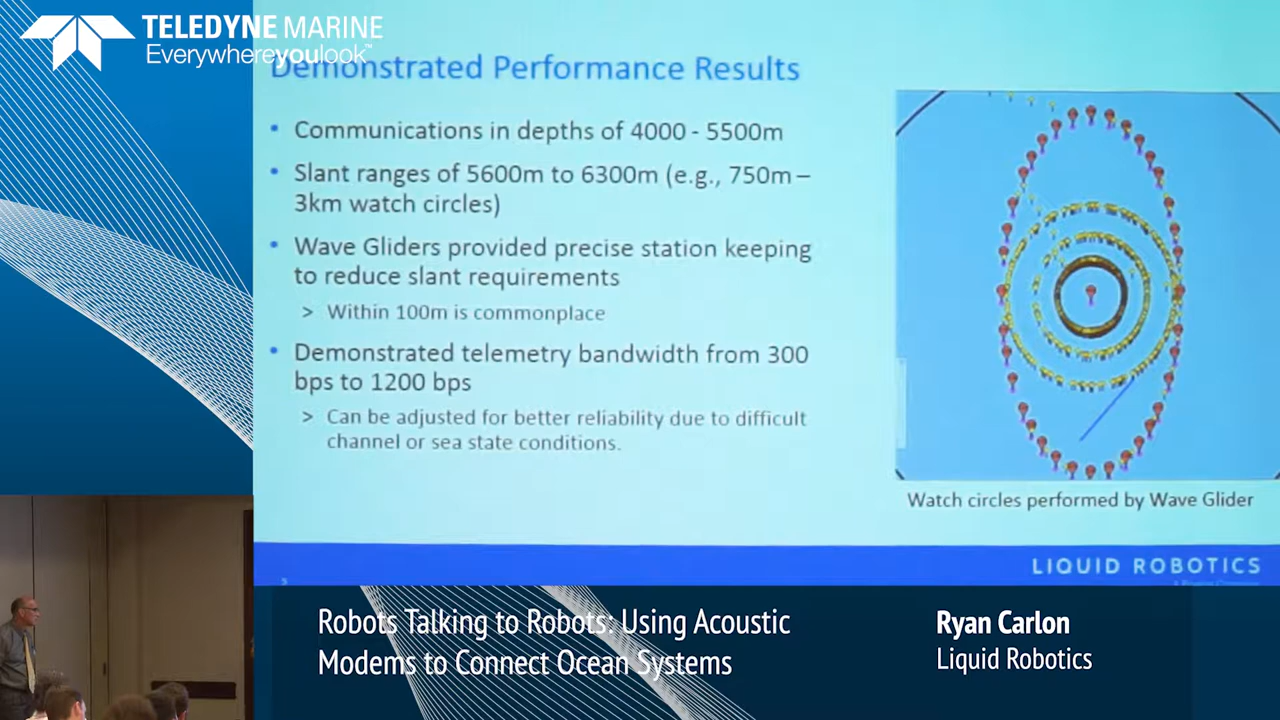 TELEDYNE MARINE
Everywhereyoulook™
Demonstrated Performance Results
• Communications in depths of 4000 - 5500m
• Slant ranges of 5600m to 6300m (e.g., 750m –
3km watch circles)
• Wave Gliders provided precise station keeping
to reduce slant requirements
> Within 100m is commonplace
• Demonstrated telemetry bandwidth from 300
bps to 1200 bps
> Can be adjusted for better reliability due to difficult
channel or sea state conditions.
Watch circles performed by Wave Glider
LIQUID ROBOTICS
Robots Talking to Robots: Using Acoustic
Modems to Connect Ocean Systems
Ryan Carlon
Liquid Robotics